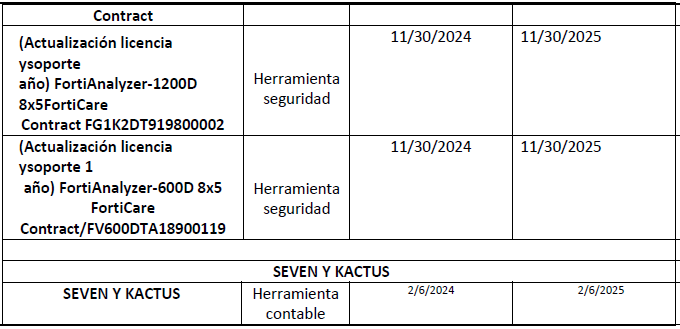 Contract
(Actualización licencia
ysoporte
año) FortiAnalyzer-1200D
8x5FortiCare
Contract FG1K2DT919800002
Herramienta
seguridad
11/30/2024
11/30/2025
(Actualización licencia
ysoporte 1
año) FortiAnalyzer-600D 8x5
FortiCare
Contract/FV600DTA18900119
Herramienta
seguridad
11/30/2024
11/30/2025
SEVEN Y KACTUS
SEVEN Y KACTUS
Herramienta
contable
2/6/2024
2/6/2025